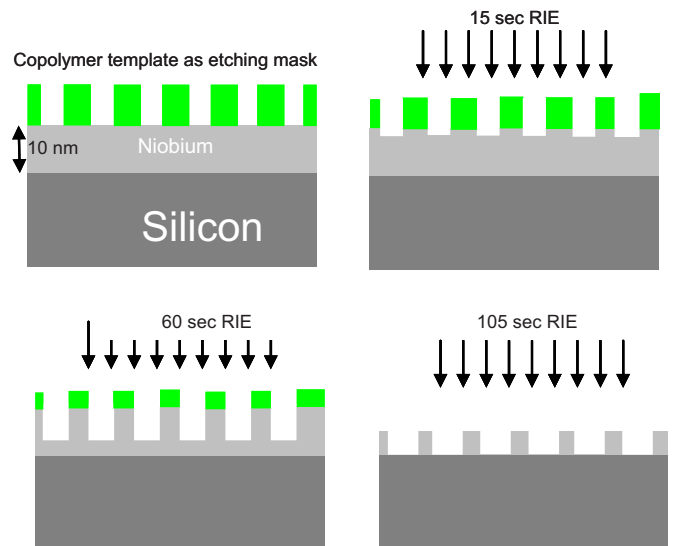 15 sec RIE
Copolymer template as etching mask
10 nm
Niobium
Silicon
60 sec RIE
105 sec RIE